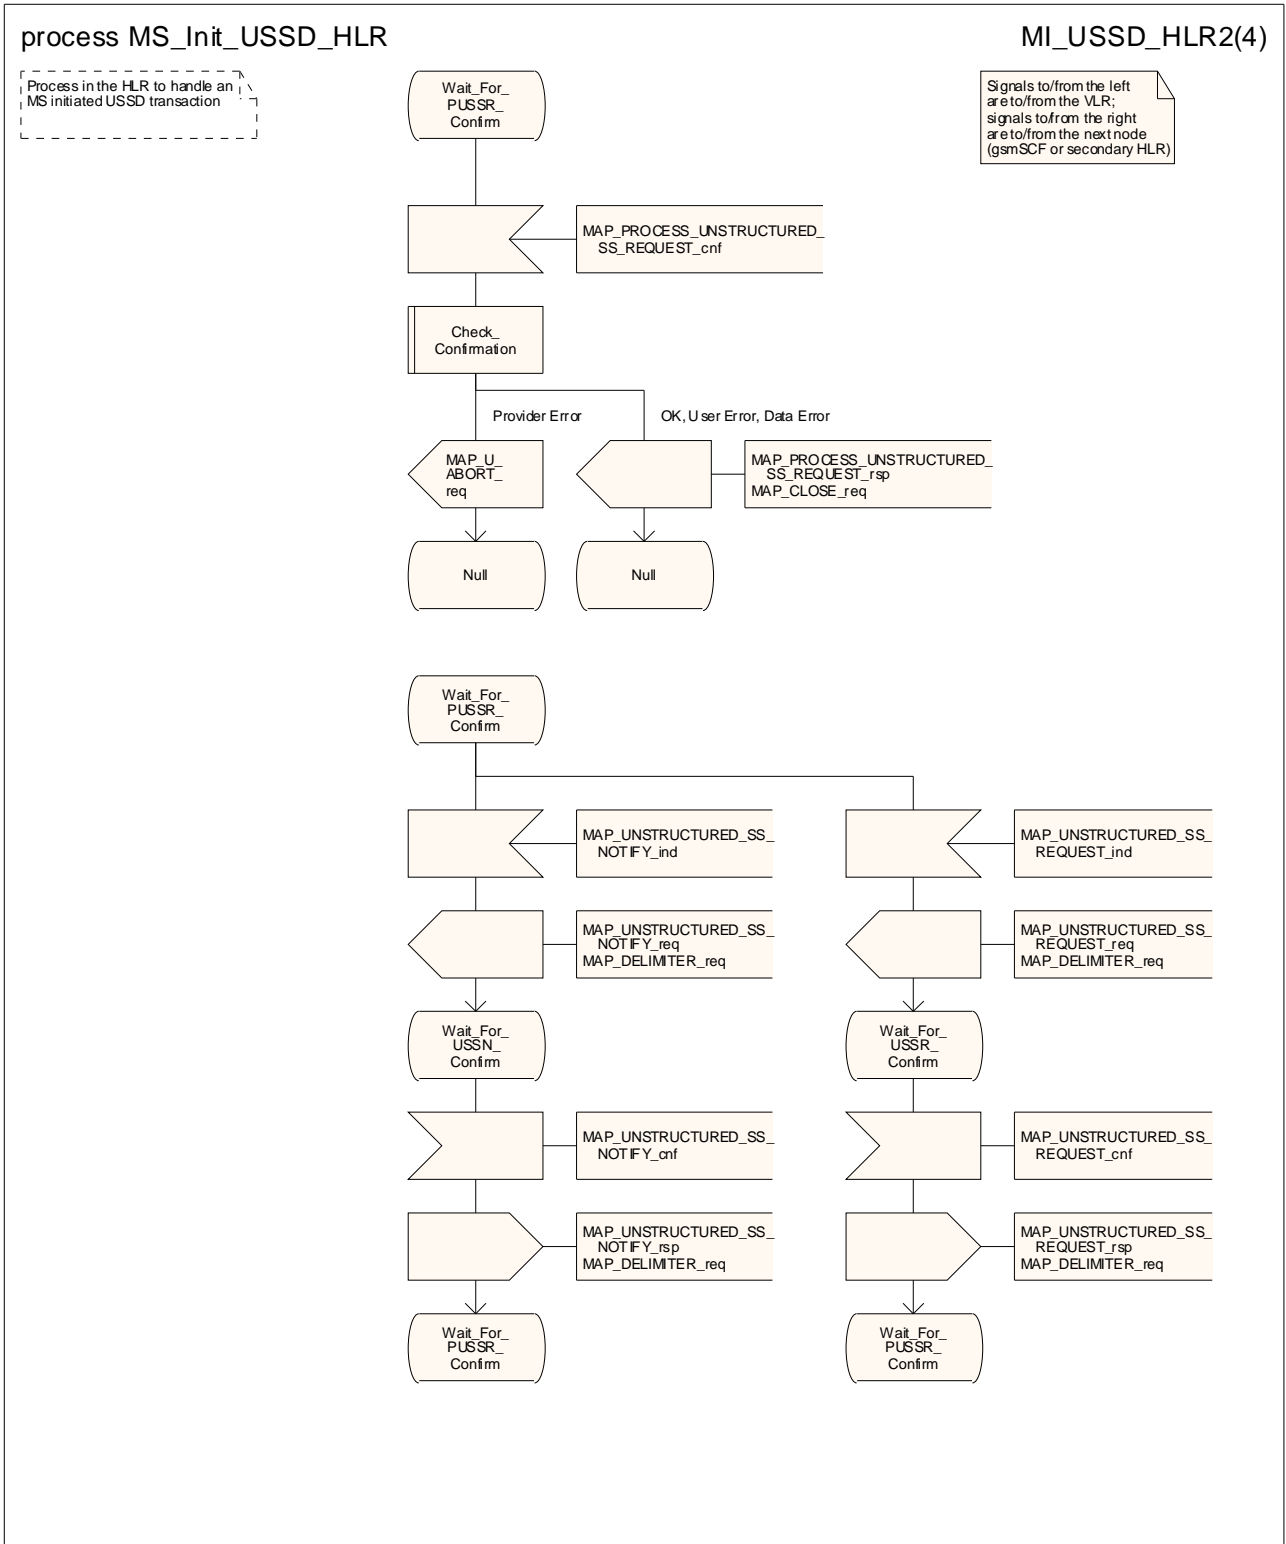 process MS_Init_USSD_HLR
MI_USSD_HLR2(4)
Process in the HLR to handle an
MS initiated USSD transaction
Wait_For_
PUSSR_
Confirm
Signals to/from the left
are to/from the VLR;
signals to/from the right
are to/from the next node
(gsmSCF or secondary HLR)
MAP_PROCESS_UNSTRUCTURED_
SS_REQUEST_cnf
Check_
Confirmation
Provider Error
OK, User Error, Data Error
MAP_U_
ABORT_
req
MAP_PROCESS_UNSTRUCTURED_
SS_REQUEST_rsp
MAP_CLOSE_req
Null
Null
Wait_For_
PUSSR_
Confirm
MAP_UNSTRUCTURED_SS_
NOTIFY_ind
MAP_UNSTRUCTURED_SS_
REQUEST_ind
MAP_UNSTRUCTURED_SS_
NOTIFY_req
MAP_DELIMITER_req
MAP_UNSTRUCTURED_SS_
REQUEST_req
MAP_DELIMITER_req
Wait_For_
USSN_
Confirm
Wait_For_
USSR_
Confirm
MAP_UNSTRUCTURED_SS_
NOTIFY_cnf
MAP_UNSTRUCTURED_SS_
REQUEST_cnf
MAP_UNSTRUCTURED_SS_
NOTIFY_rsp
MAP_DELIMITER_req
MAP_UNSTRUCTURED_SS_
REQUEST_rsp
MAP_DELIMITER_req
Wait_For_
PUSSR_
Confirm
Wait_For_
PUSSR_
Confirm